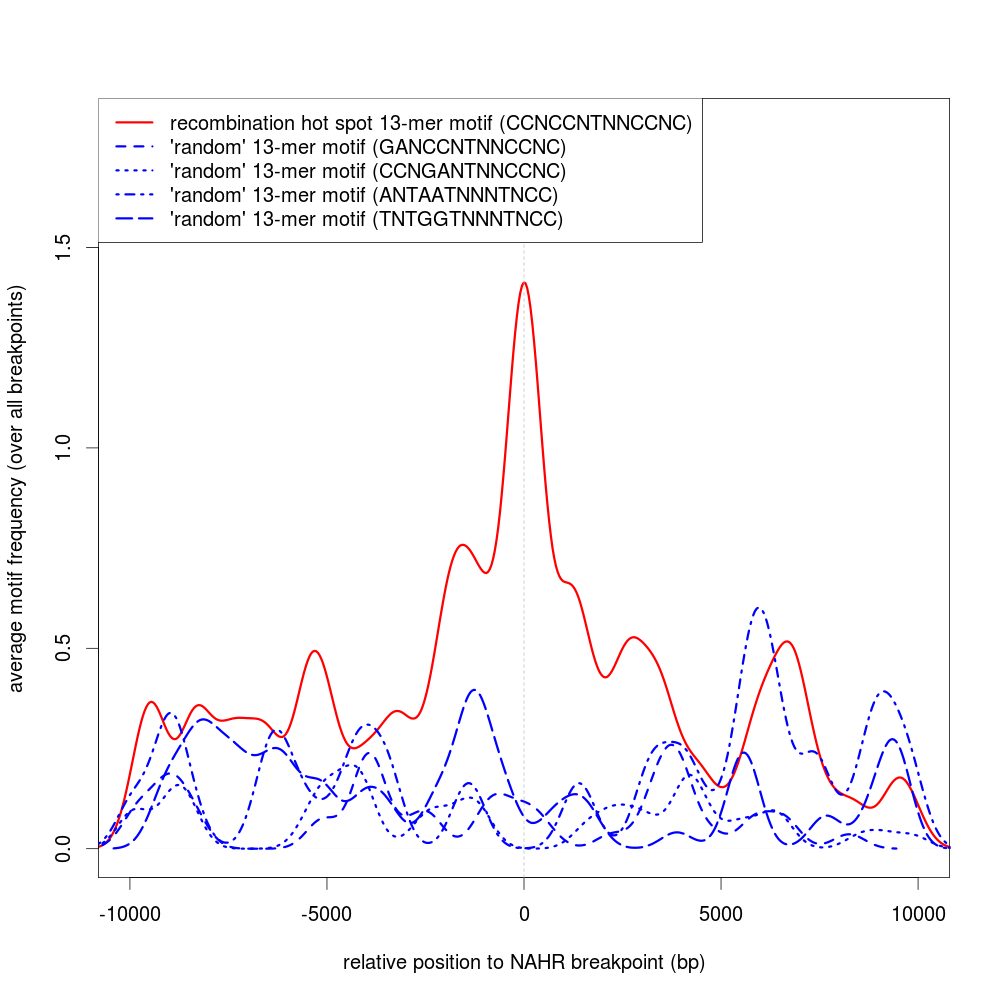 recombination hot spot 13-mer motif (CCNCCNTNNCCNC)
'random' 13-mer motif (GANCCNTNNCCNC)
'random' 13-mer motif (CCNGANTNNCCNC)
'random' 13-mer motif (ANTAATNNNTNCC)
'random' 13-mer motif (TNTGGTNNNTNCC)
average motif frequency (over all breakpoints)
1.5
1.0
0.5
0.0
-10000 -5000 0 5000 10000
relative position to NAHR breakpoint (bp)